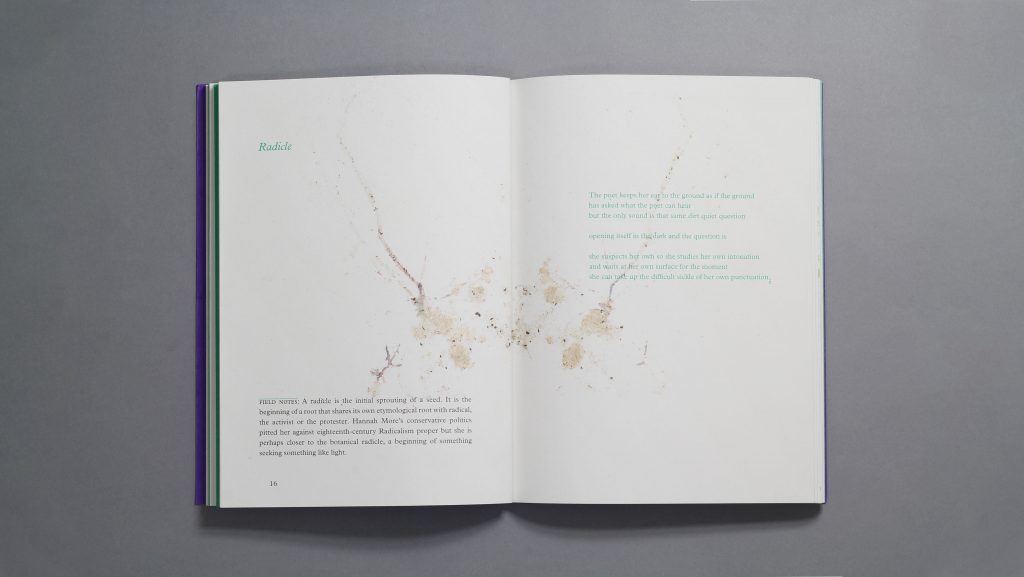 Radicle
FIELD NOTES: A radicle is the initial sprouting of a seed. It is the
beginning of a root that shares its own etymological root with radical,
the activist or the protester. Hannah More's conservative politics
pitted her against eighteenth-century Radicalism proper but she is
perhaps closer to the botanical radicle, a beginning of something
seeking something like light.
16
The poet keeps her ear to the ground as if the ground
has asked what the poet can hear
but the only sound is that same dirt quiet question
opening itself in the dark and the question is
she suspects her own so she studies her own intonation
and waits at her own surface for the moment
she can take up the difficult sickle of her own punctuation